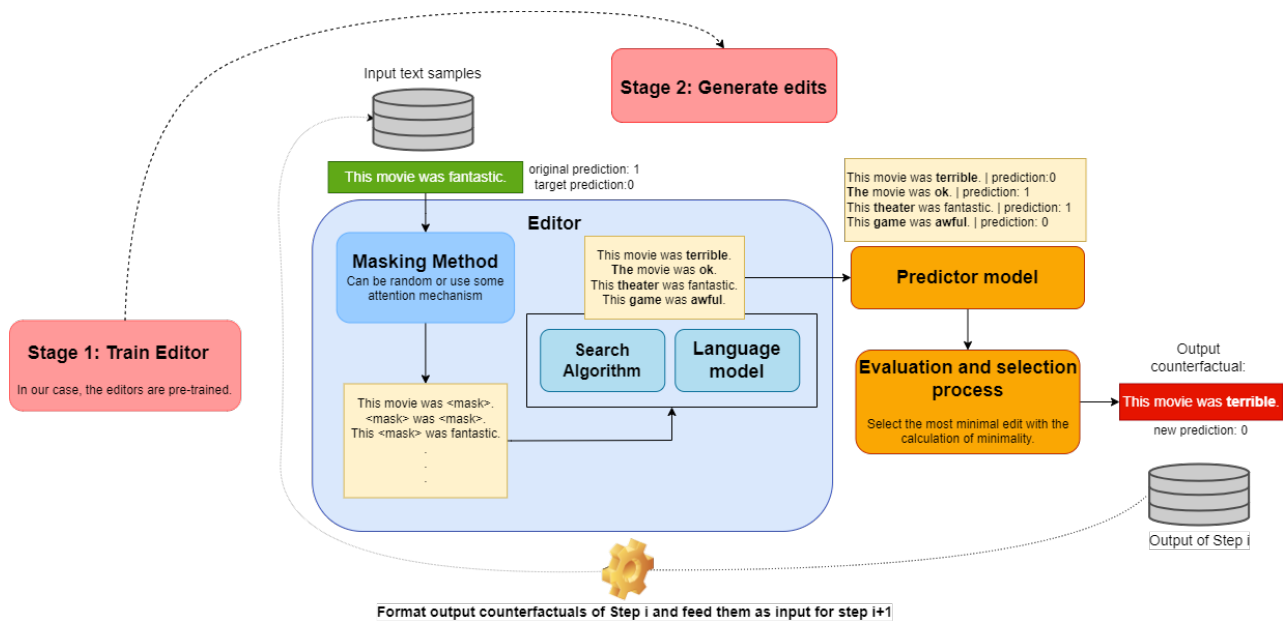 Input text samples
Stage 2: Generate edits
This movie was fantastic.
original prediction: 1
target prediction:0
Editor
Masking Method
Can be random or use some
attention mechanism
This movie was terrible.
The movie was ok.
This theater was fantastic.
This game was awful.
This movie was terrible. | prediction:0
The movie was ok. | prediction: 1
This theater was fantastic. | prediction: 1
This game was awful. | prediction: 0
Predictor model
Stage 1: Train Editor
In our case, the editors are pre-trained.
Search
Algorithm
Language
model
This movie was <mask>.
<mask> was <mask>.
This <mask> was fantastic.
.
.
.
Evaluation and selection
process
Select the most minimal edit with the
calculation of minimality.
Output
counterfactual:
This movie was terrible.
new prediction: 0
Output of Step i
Format output counterfactuals of Step i and feed them as input for step i+1